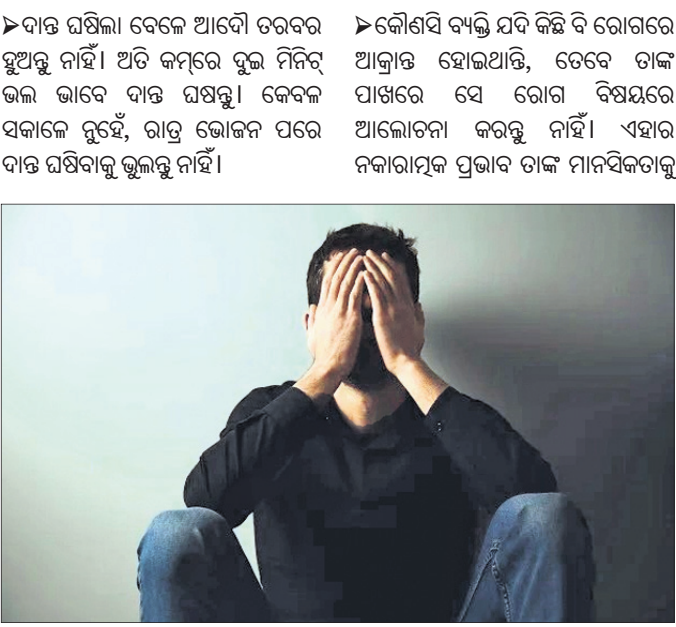 ➤ଦାନ୍ତ ଘଷିଲା ବେଳେ ଆଦୌ ତରବର
ହୁଅନ୍ତୁ ନାହିଁ। ଅତି କମ୍‌ରେ ଦୁଇ ମିନିଟ୍
ଭଲ ଭାବେ ଦାନ୍ତ ଘଷନ୍ତୁ। କେବଳ
ସକାଳେ ନୁହେଁ, ରାତ୍ର ଭୋଜନ ପରେ
ଦାନ୍ତ ଘଷିବାକୁ ଭୁଲନ୍ତୁ ନାହିଁ।
➤କୌଣସି ବ୍ୟକ୍ତି ଯଦି କିଛି ବି ରୋଗରେ
ଆକ୍ରାନ୍ତ ହୋଇଥାନ୍ତି, ତେବେ ତାଙ୍କ
ପାଖରେ ସେ ରୋଗ ବିଷୟରେ
ଆଲୋଚନା କରନ୍ତୁ ନାହିଁ। ଏହାର
ନକାରାତ୍ମକ ପ୍ରଭାବ ତାଙ୍କ ମାନସିକତାକୁ